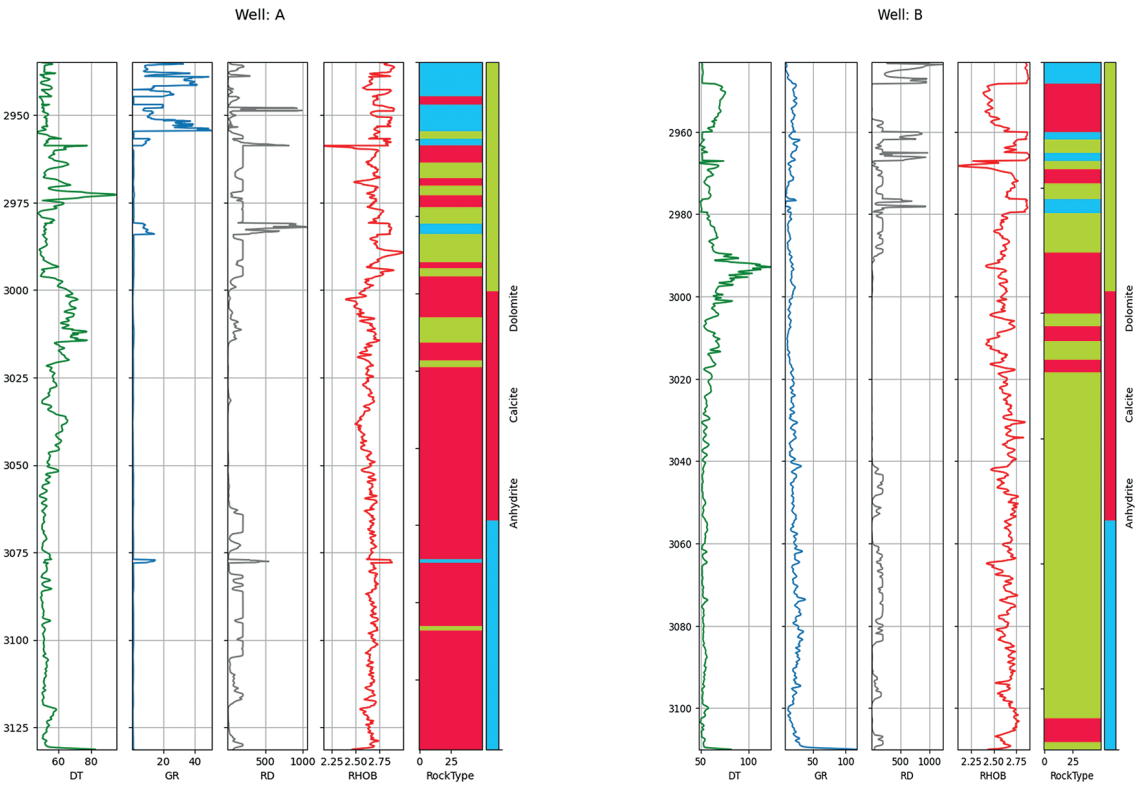 Well: A
Well: B
2950
2975
3000
3025
3050
3075
3100
3125
60 80
20 40
500 1000
2.25 2.50 2.75
0 25
DT
GR
RD
RHOB
RockType
Dolomite
Calcite
Anhydrite
2960
2980
3000
3020
3040
3060
3080
3100
50 100
50 100
0 500 1000
2.25 2.50 2.75
0 25
DT
GR
RD
RHOB
RockType
Dolomite
Calcite
Anhydrite